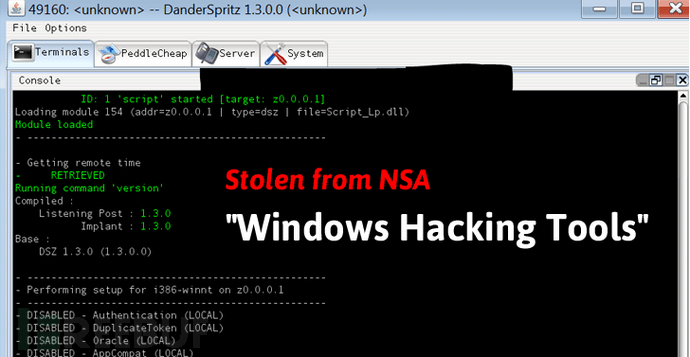 49160: <unknown> -- DanderSpritz 1.3.0.0 (<unknown>)
File Options
Terminals PeddleCheap Server System
Console
ID: 1 'script' started [target: z0.0.0.1]
Loading module 154 (addr=z0.0.0.1 | type=dsz | file=Script_Lp.dll)
Module loaded
- ------------------------------------------------
- Getting remote time
- RETRIEVED
Running command 'version'
Compiled :
Listening Post : 1.3.0
Implant : 1.3.0
Base :
DSZ 1.3.0 (1.3.0.0)
- ------------------------------------------------
- Performing setup for i386-winnt on z0.0.0.1
- ------------------------------------------------
- DISABLED - Authentication (LOCAL)
- DISABLED - DuplicateToken (LOCAL)
- DISABLED - Oracle (LOCAL)
- DISABLED - AppCompat (LOCAL)
Stolen from NSA
"Windows Hacking Tools"